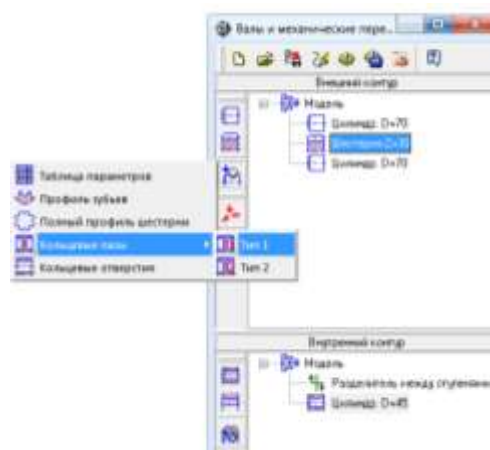 Валы и механические пере...
Внешний контур
Модель
Цилиндр D=70
Шестерня Z=
Цилиндр D=70
Таблица параметров
Профиль зубьев
Полный профиль шестерни
Кольцевые пазы
Тип 1
Кольцевые отверстия
Тип 2
Внутренний контур
Модель
Разделитель между ступенями
Цилиндр D=45